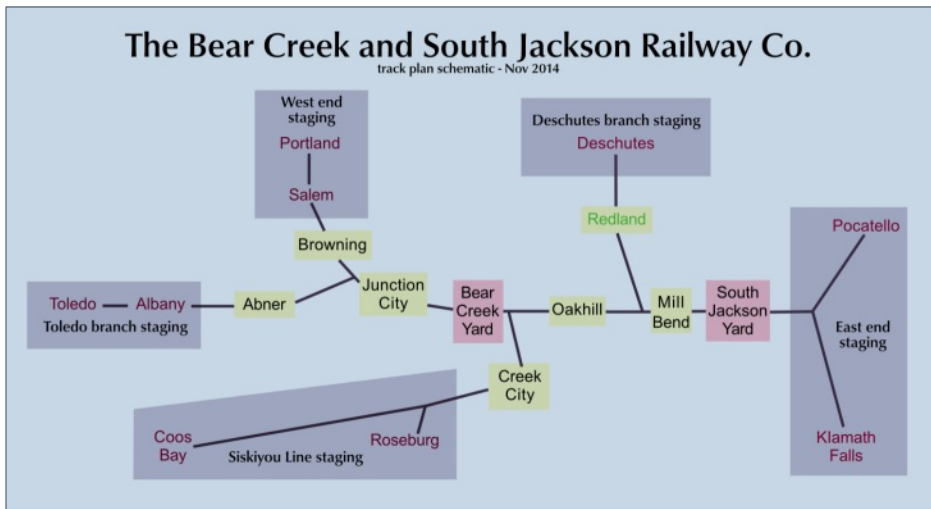 The Bear Creek and South Jackson Railway Co.
track plan schematic - Nov 2014
West end
staging
Portland
Salem
Browning
Deschutes branch staging
Deschutes
Redland
Pocatello
Toledo
Albany
Toledo branch staging
Abner
Junction
City
Bear
Creek
Yard
Oakhill
Mill
Bend
South
Jackson
Yard
East end
staging
Creek
City
Coos
Bay
Roseburg
Siskiyou Line staging
Klamath
Falls